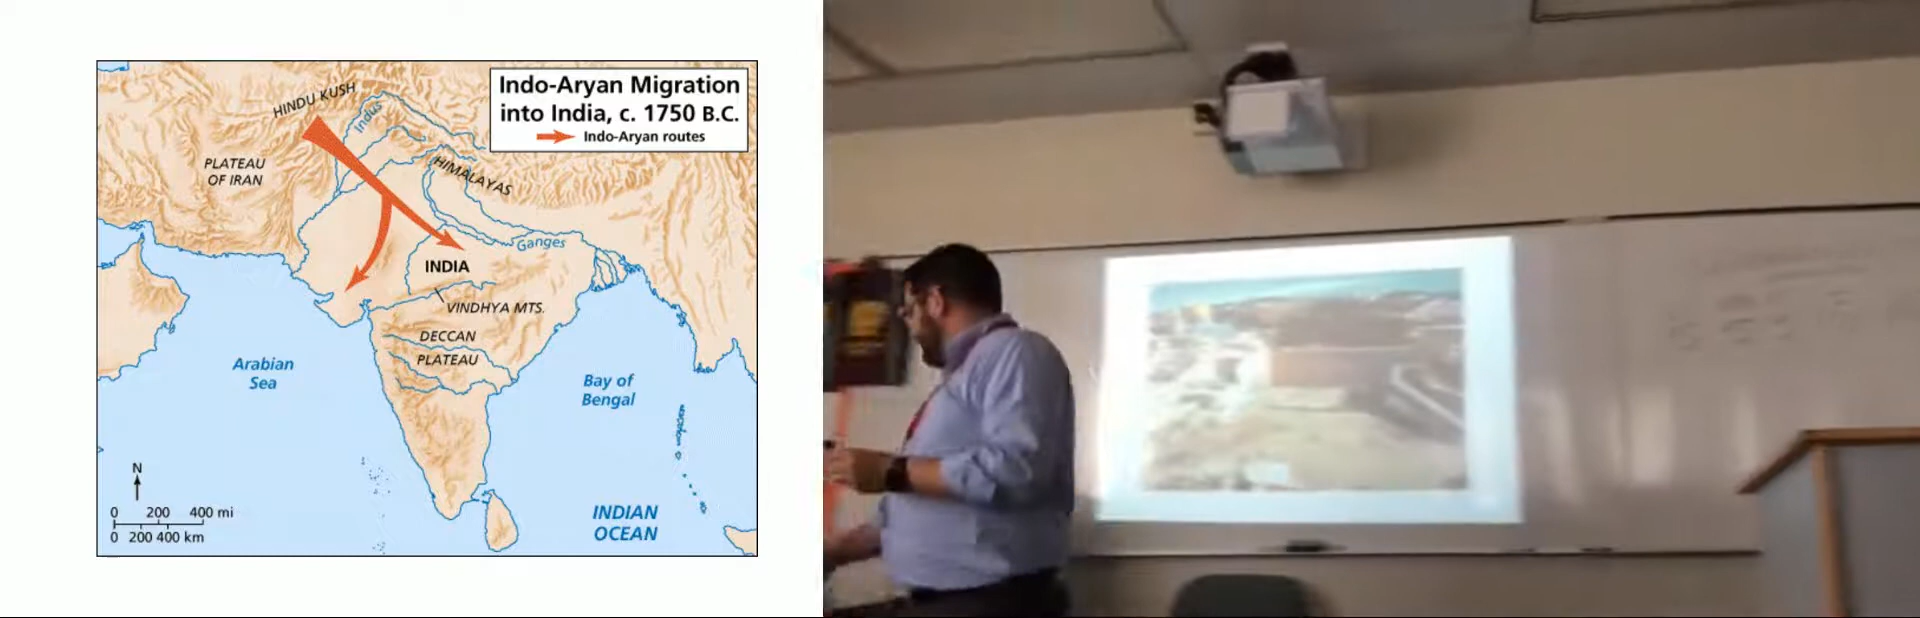 Indo-Aryan Migration
into India, c. 1750 B.C.
Indo-Aryan routes
HINDU KUSH
Indus
PLATEAU
OF IRAN
HIMALAYAS
Ganges
INDIA
VINDHYA MTS.
DECCAN
PLATEAU
Arabian
Sea
Bay of
Bengal
N
0 200 400 mi
0 200 400 km
INDIAN
OCEAN